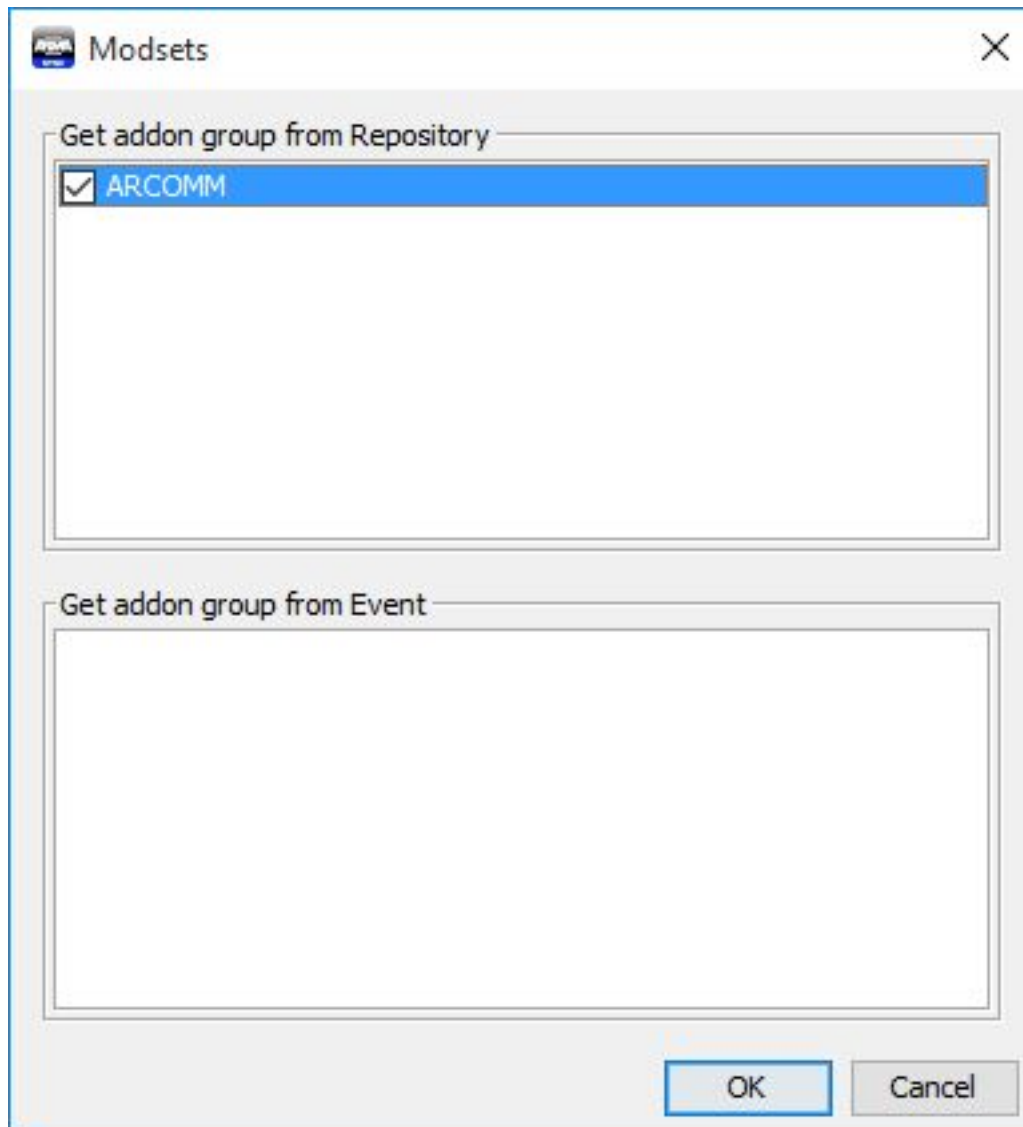 Modsets
Get addon group from Repository
ARCOMM
Get addon group from Event
OK
Cancel